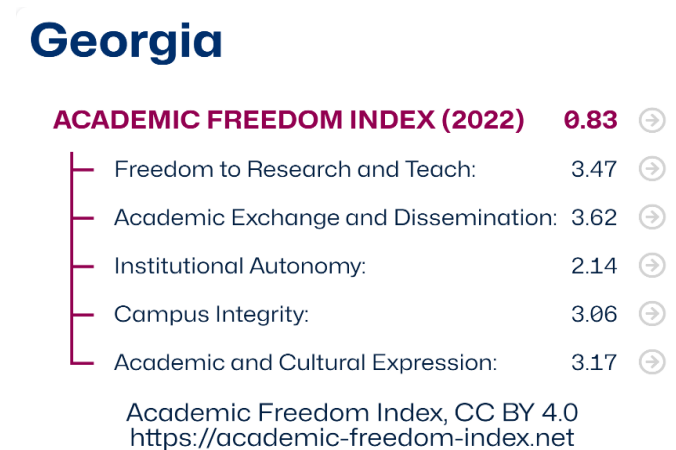 Georgia
ACADEMIC FREEDOM INDEX (2022) 0.83
Freedom to Research and Teach: 3.47
Academic Exchange and Dissemination: 3.62
Institutional Autonomy: 2.14
Campus Integrity: 3.06
Academic and Cultural Expression: 3.17
Academic Freedom Index, CC BY 4.0
https://academic-freedom-index.net